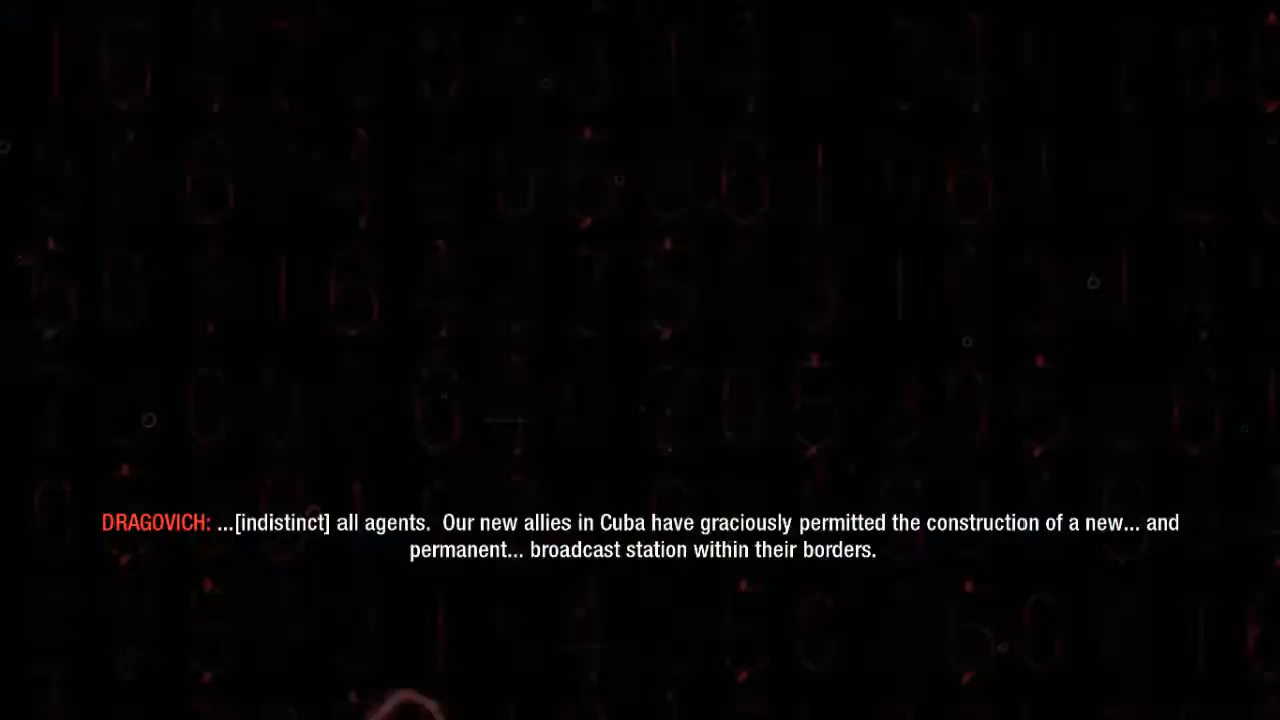 DRAGOVICH: ...[indistinct] all agents.  Our new allies in Cuba have graciously permitted the construction of a new... and
permanent... broadcast station within their borders.